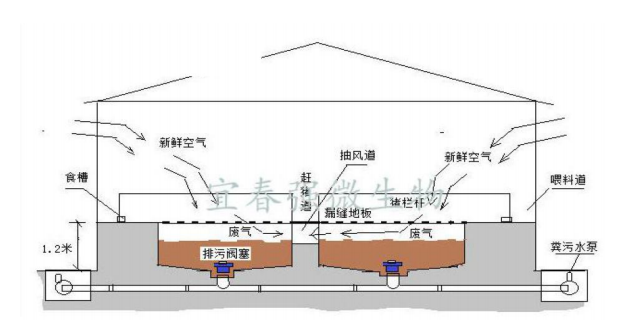 新鲜空气
抽风道
新鲜空气
食槽
赶猪道
喂料道
宜春强微生物
猪栏杆
漏缝地板
废气
废气
1.2米
排污阀塞
粪污水泵